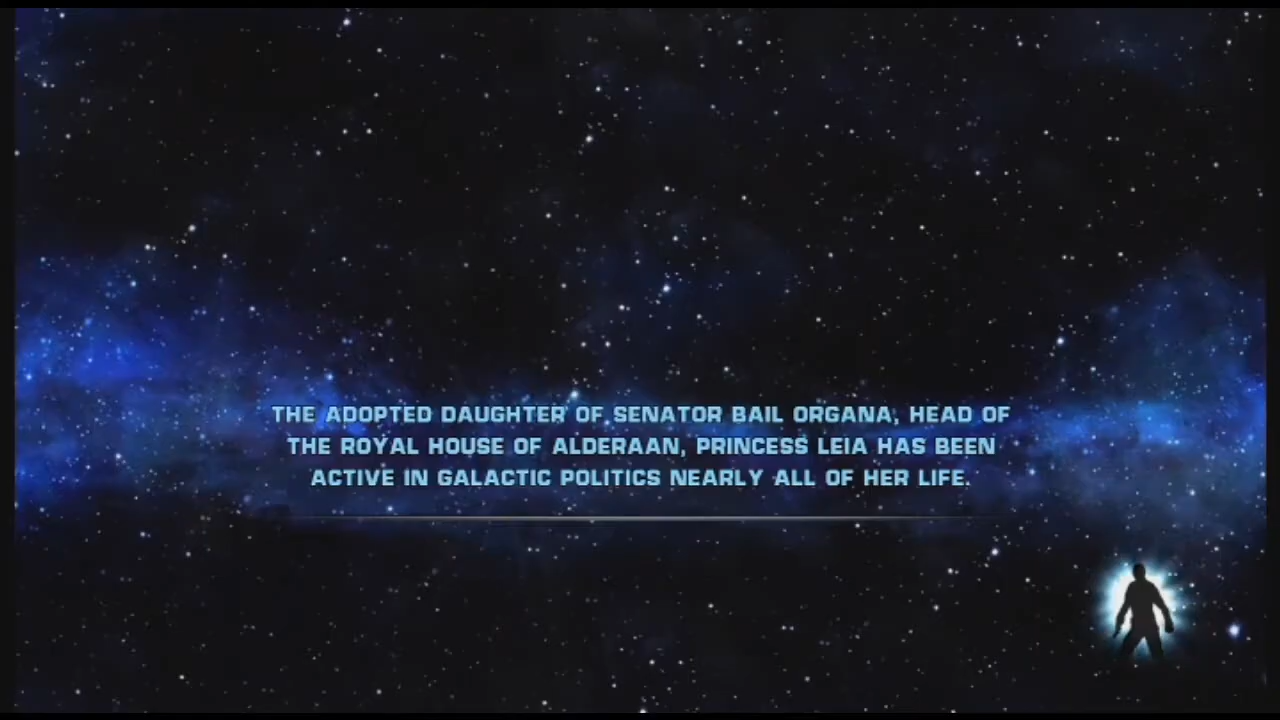 THE ADOPTED DAUGHTER OF SENATOR BAIL ORGANA, HEAD OF
THE ROYAL HOUSE OF ALDERAAN, PRINCESS LEIA HAS BEEN
ACTIVE IN GALACTIC POLITICS NEARLY ALL OF HER LIFE.